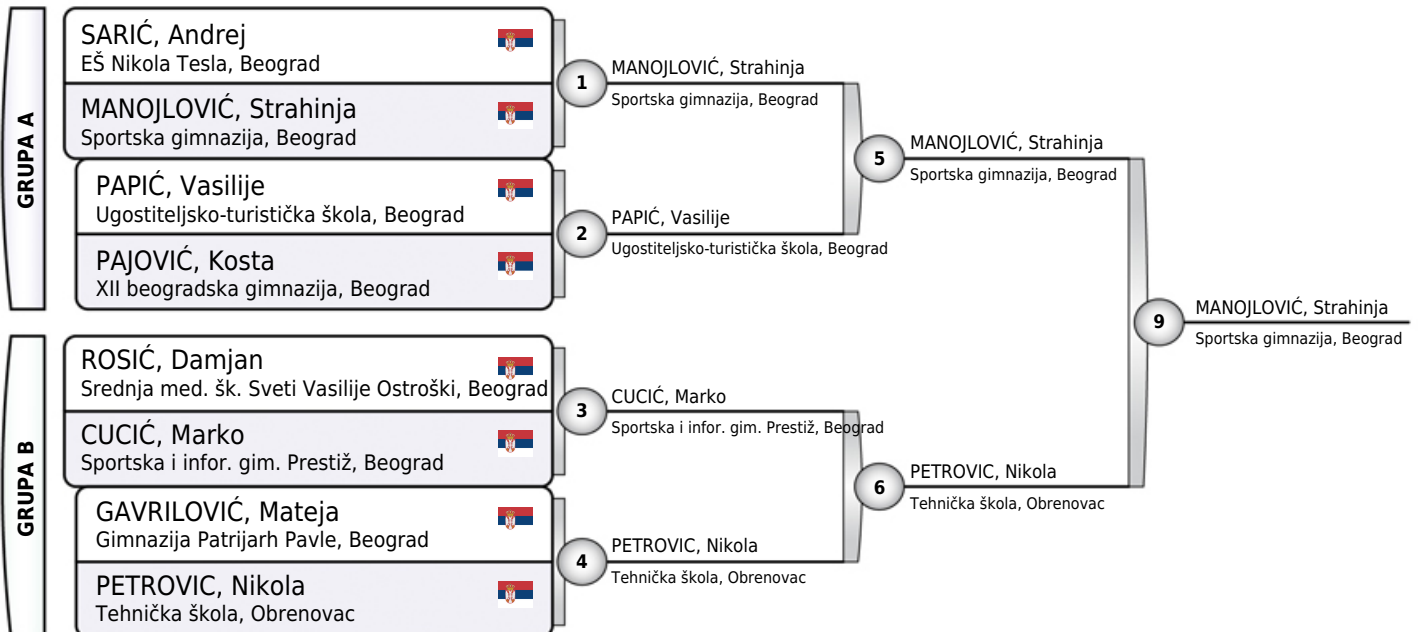 GRUPA A
SARIĆ, Andrej
EŠ Nikola Tesla, Beograd
MANOJLOVIĆ, Strahinja
Sportska gimnazija, Beograd
PAPIĆ, Vasilije
Ugostiteljsko-turistička škola, Beograd
PAJOVIĆ, Kosta
XII beogradska gimnazija, Beograd
GRUPA B
ROSIĆ, Damjan
Srednja med. šk. Sveti Vasilije Ostroški, Beograd
CUCIĆ, Marko
Sportska i infor. gim. Prestiž, Beograd
GAVRILOVIĆ, Mateja
Gimnazija Patrijarh Pavle, Beograd
PETROVIC, Nikola
Tehnička škola, Obrenovac
1
MANOJLOVIĆ, Strahinja
Sportska gimnazija, Beograd
2
PAPIĆ, Vasilije
Ugostiteljsko-turistička škola, Beograd
3
CUCIĆ, Marko
Sportska i infor. gim. Prestiž, Beograd
4
PETROVIC, Nikola
Tehnička škola, Obrenovac
5
MANOJLOVIĆ, Strahinja
Sportska gimnazija, Beograd
6
PETROVIC, Nikola
Tehnička škola, Obrenovac
9
MANOJLOVIĆ, Strahinja
Sportska gimnazija, Beograd